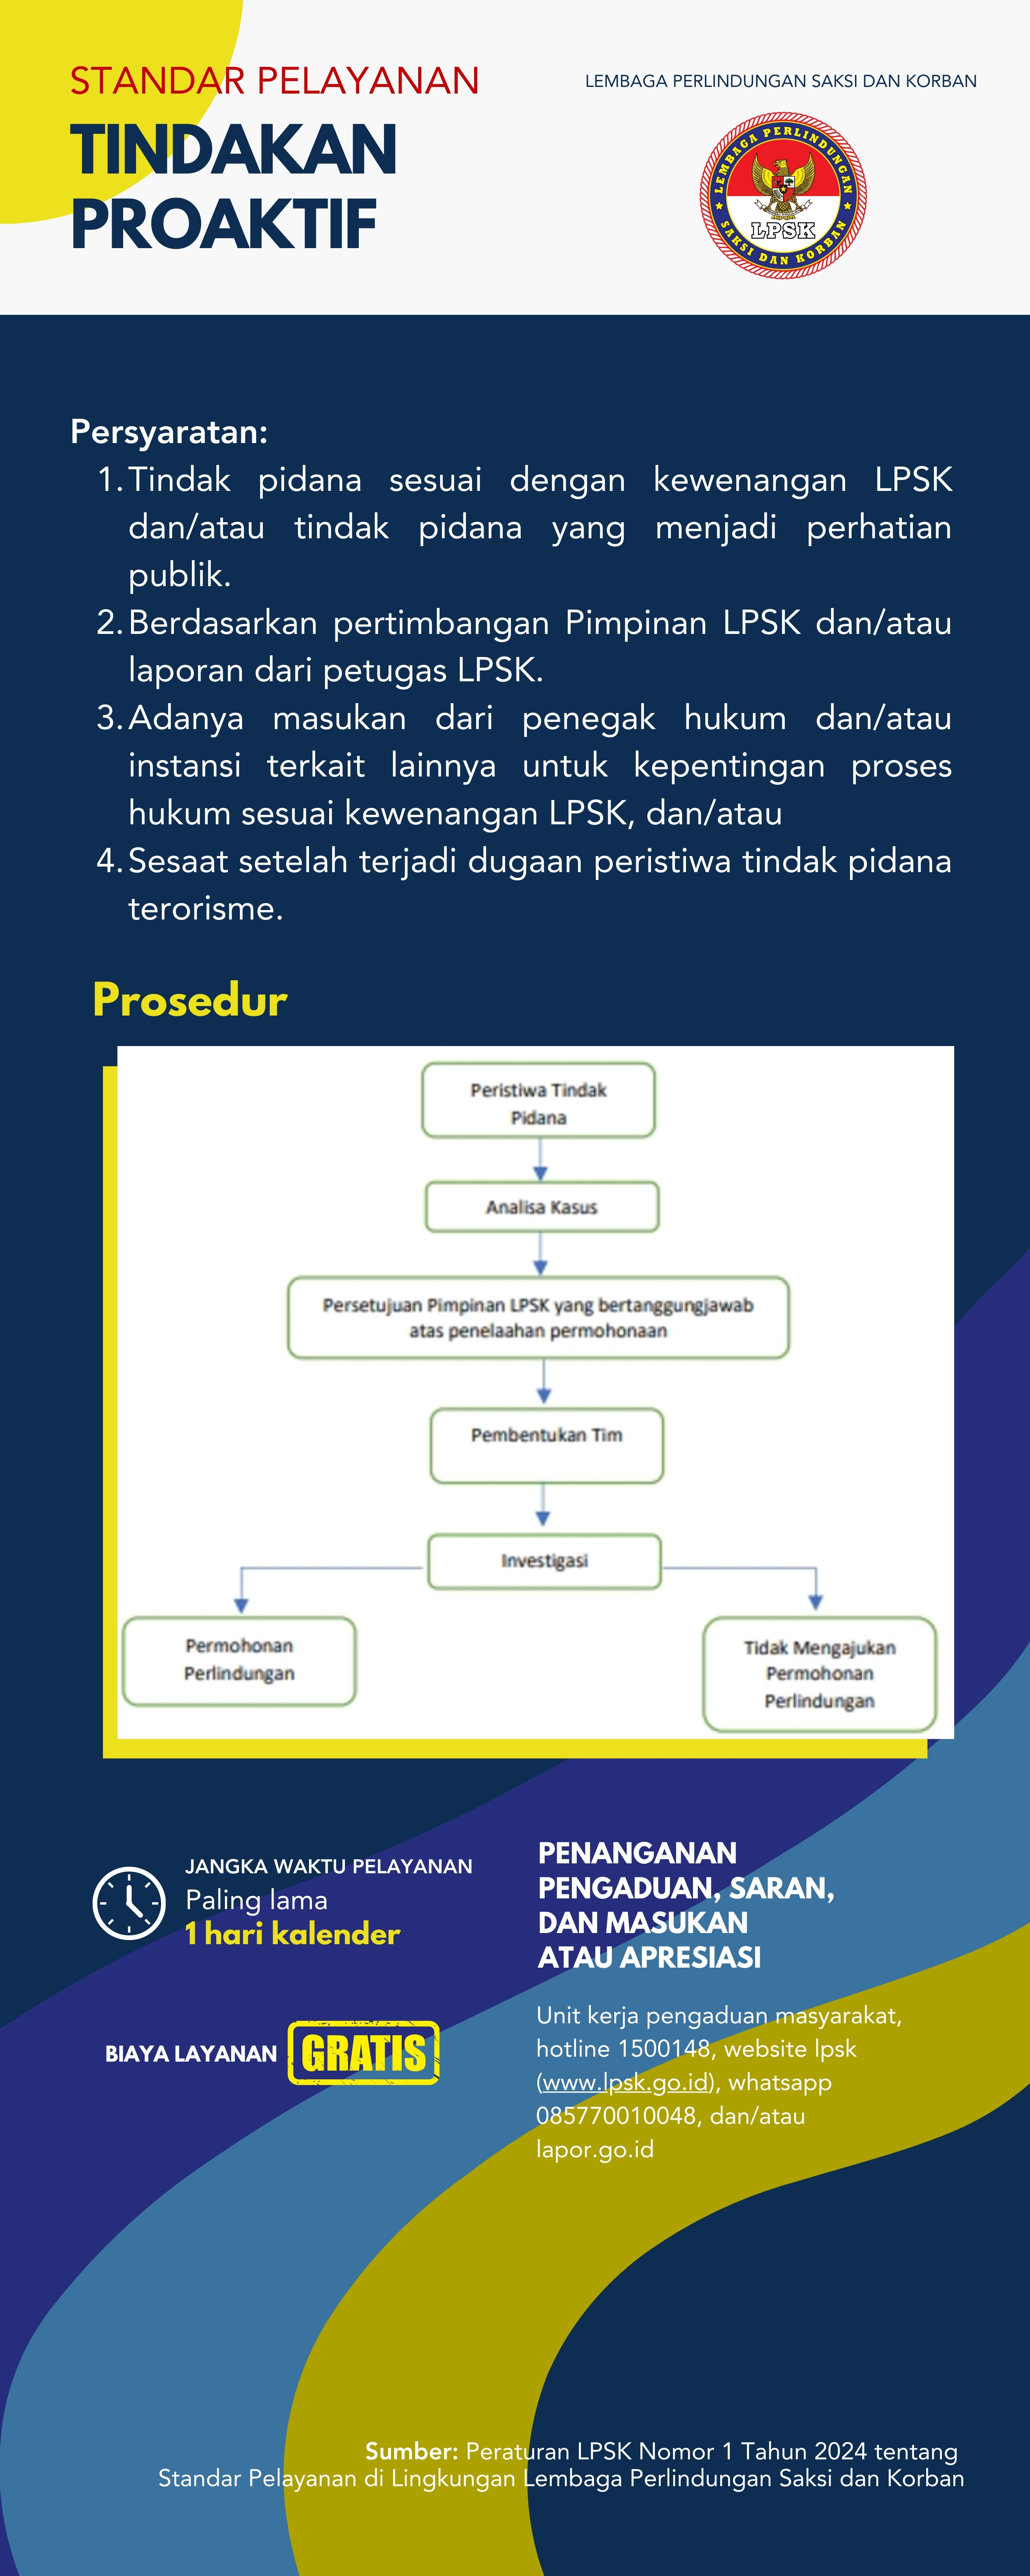 STANDAR PELAYANAN
TINDAKAN
PROAKTIF
LEMBAGA PERLINDUNGAN SAKSI DAN KORBAN
LEMBAGA PERLINDUNGAN
LPSK
SAKSI DAN KORBAN
Persyaratan:
1. Tindak pidana sesuai dengan kewenangan LPSK
dan/atau tindak pidana yang menjadi perhatian
publik.
2. Berdasarkan pertimbangan Pimpinan LPSK dan/atau
laporan dari petugas LPSK.
3. Adanya masukan dari penegak hukum dan/atau
instansi terkait lainnya untuk kepentingan proses
hukum sesuai kewenangan LPSK, dan/atau
4. Sesaat setelah terjadi dugaan peristiwa tindak pidana
terorisme.
Prosedur
Peristiwa Tindak
Pidana
Analisa Kasus
Persetujuan Pimpinan LPSK yang bertanggungjawab
atas penelaahan permohonaan
Pembentukan Tim
Investigasi
Permohonan
Perlindungan
Tidak Mengajukan
Permohonan
Perlindungan
JANGKA WAKTU PELAYANAN
Paling lama
1 hari kalender
BIAYA LAYANAN GRATIS
PENANGANAN
PENGADUAN, SARAN,
DAN MASUKAN
ATAU APRESIASI
Unit kerja pengaduan masyarakat,
hotline 1500148, website lpsk
(www.lpsk.go.id), whatsapp
085770010048, dan/atau
lapor.go.id
Sumber: Peraturan LPSK Nomor 1 Tahun 2024 tentang
Standar Pelayanan di Lingkungan Lembaga Perlindungan Saksi dan Korban